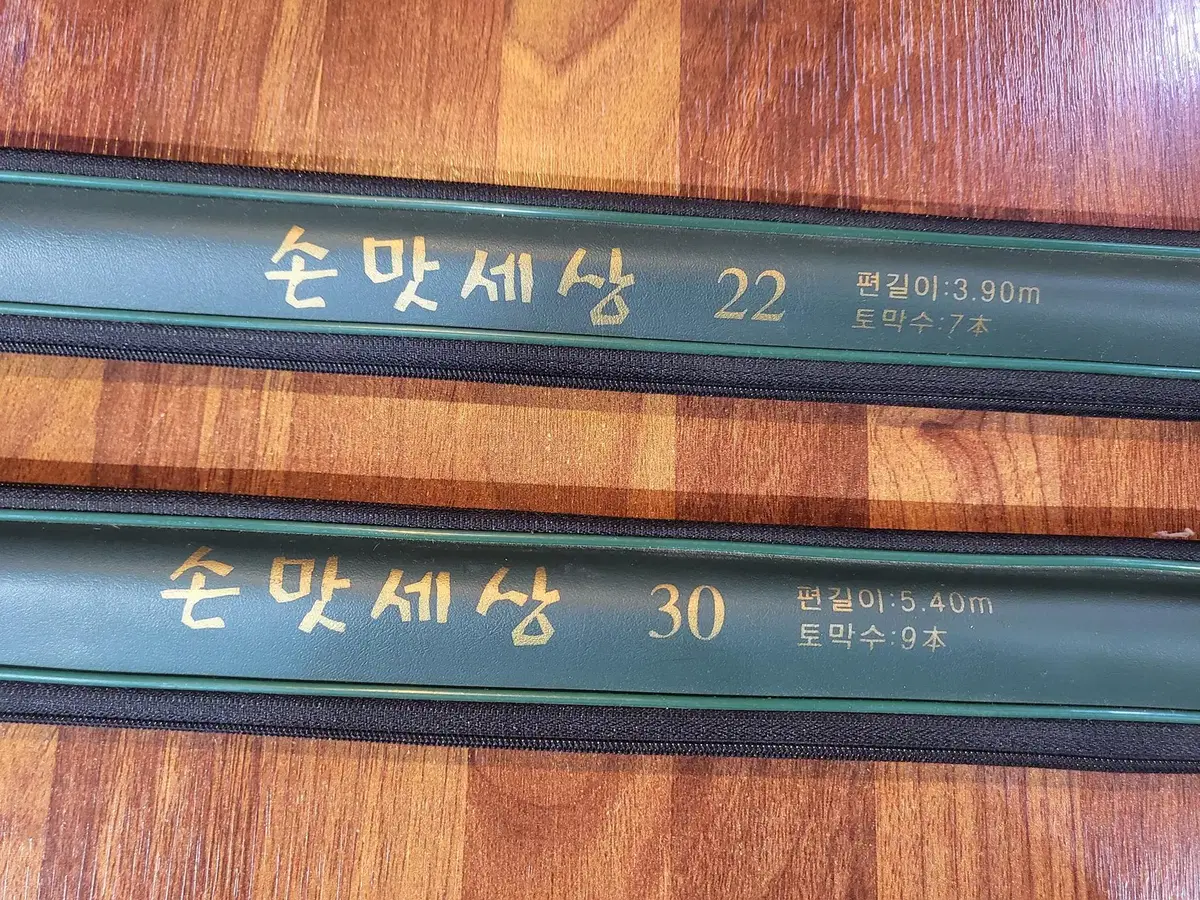 손맛세상 22
편길이:3.90m
토막수:7本
손맛세상 30
편길이:5.40m
토막수:9本